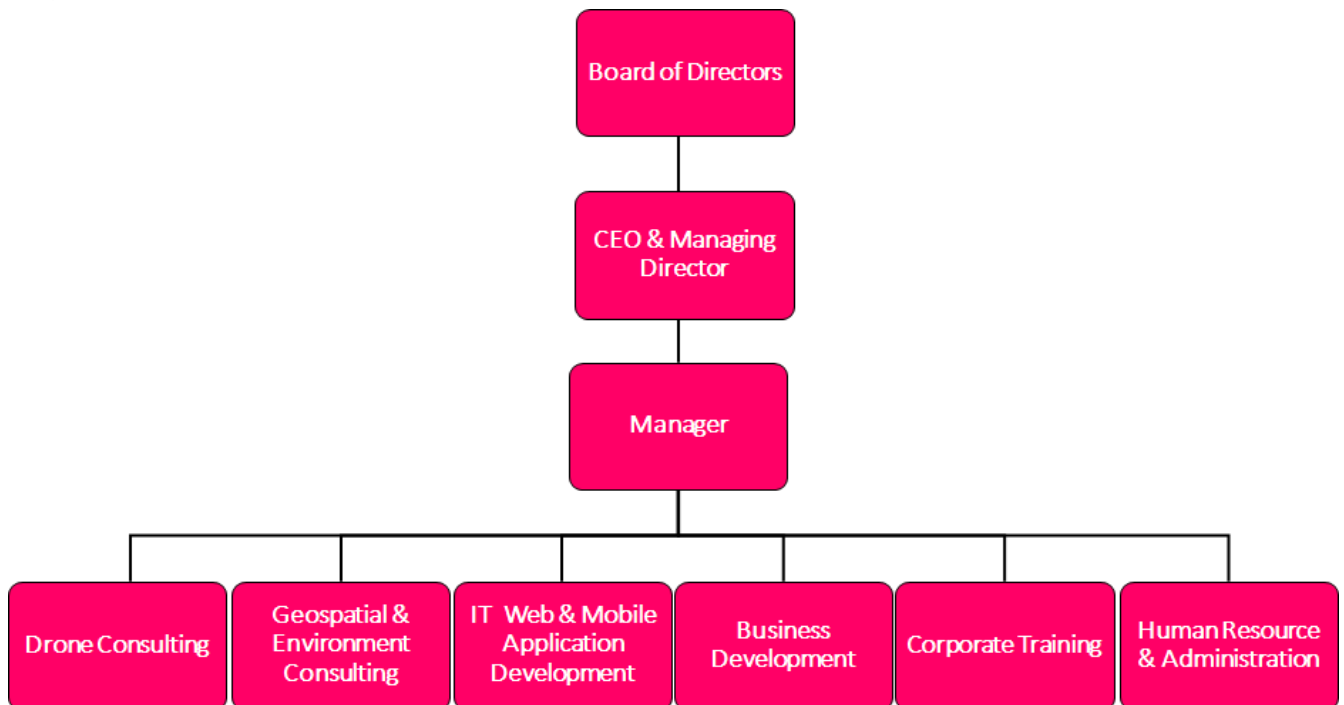 Board of Directors
CEO & Managing
Director
Manager
Drone Consulting
Geospatial &
Environment
Consulting
IT Web & Mobile
Application
Development
Business
Development
Corporate Training
Human Resource
& Administration